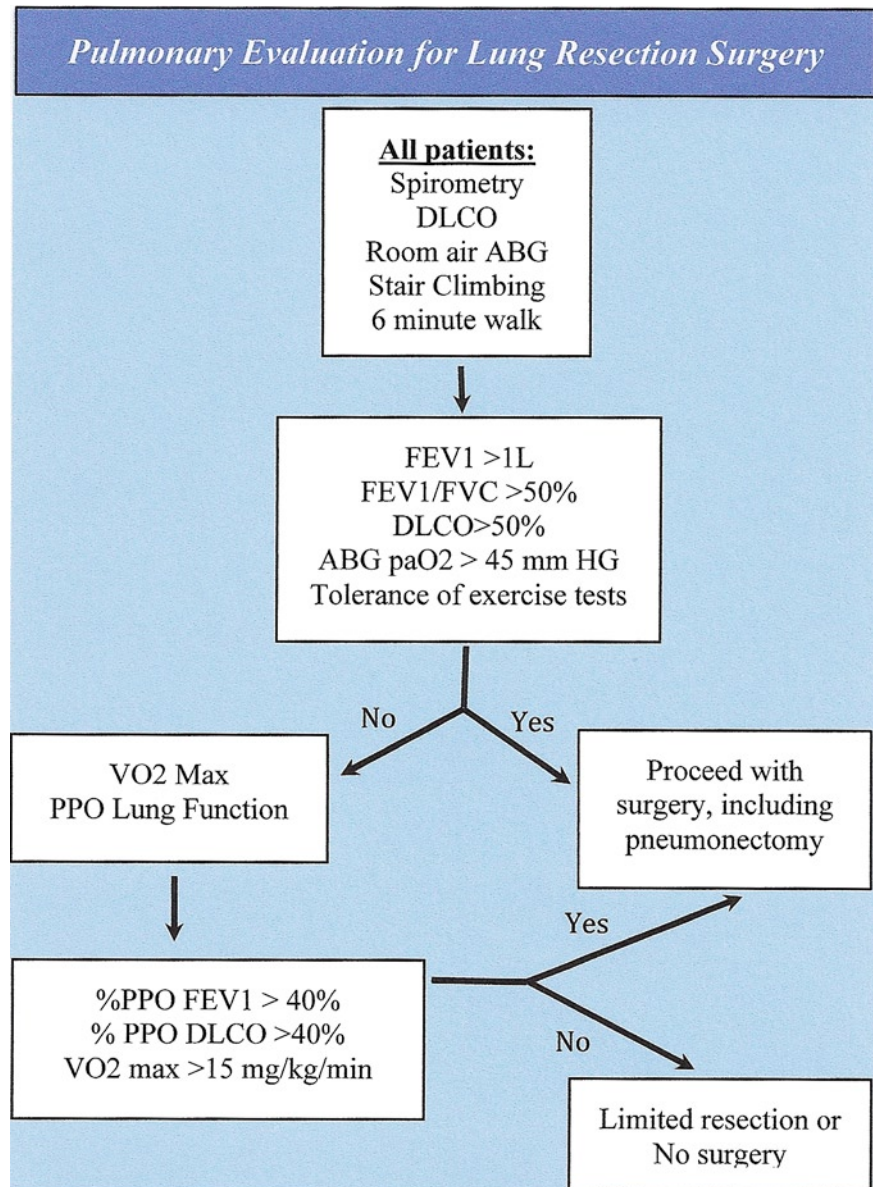 Pulmonary Evaluation for Lung Resection Surgery
All patients:
Spirometry
DLCO
Room air ABG
Stair Climbing
6 minute walk
FEV1 >1L
FEV1/FVC >50%
DLCO>50%
ABG paO2 > 45 mm HG
Tolerance of exercise tests
No
Yes
VO2 Max
PPO Lung Function
Proceed with
surgery, including
pneumonectomy
%PPO FEV1 > 40%
% PPO DLCO >40%
VO2 max >15 mg/kg/min
Yes
No
Limited resection or
No surgery